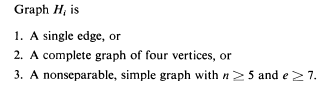 Graph Hᵢ is
1. A single edge, or
2. A complete graph of four vertices, or
3. A nonseparable, simple graph with n ≥ 5 and e ≥ 7.